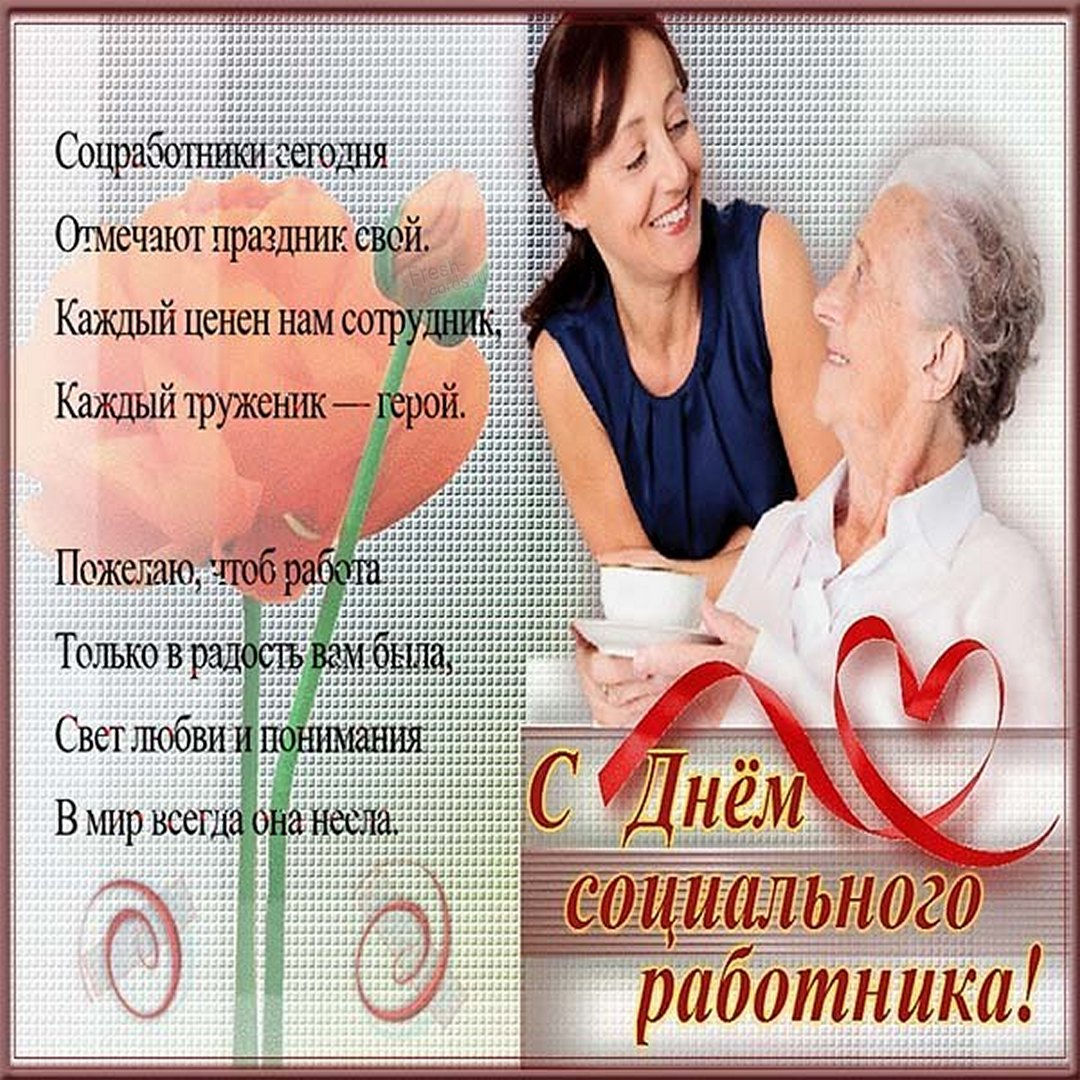 Соцработники сегодня
Отмечают праздник свой.
Каждый ценен нам сотрудник,
Каждый труженик — герой.
Пожелаю, чтоб работа
Только в радость вам была,
Свет любви и понимания
В мир всегда она несла.
С Днём
социального
работника!